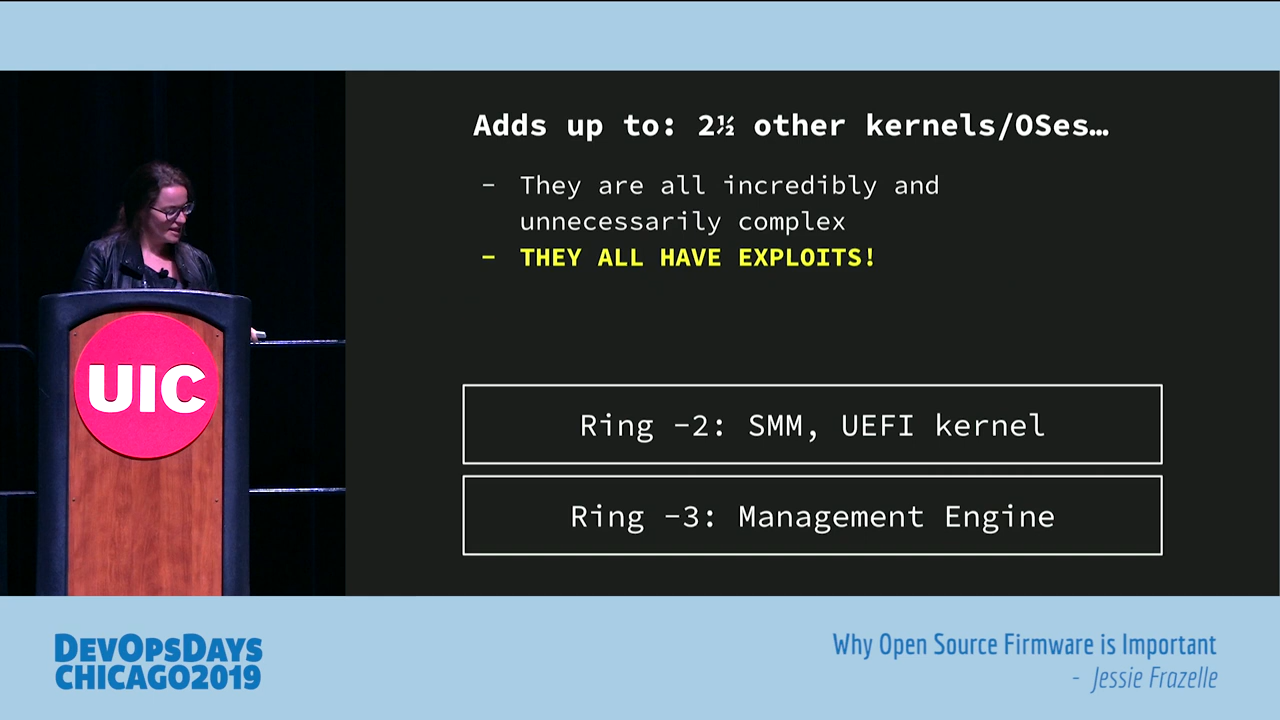 Adds up to: 2½ other kernels/OSes…
- They are all incredibly and
unnecessarily complex
- THEY ALL HAVE EXPLOITS!
UIC
Ring -2: SMM, UEFI kernel
Ring -3: Management Engine
DEVOPSDAYS
CHICAGO2019
Why Open Source Firmware is Important
- Jessie Frazelle